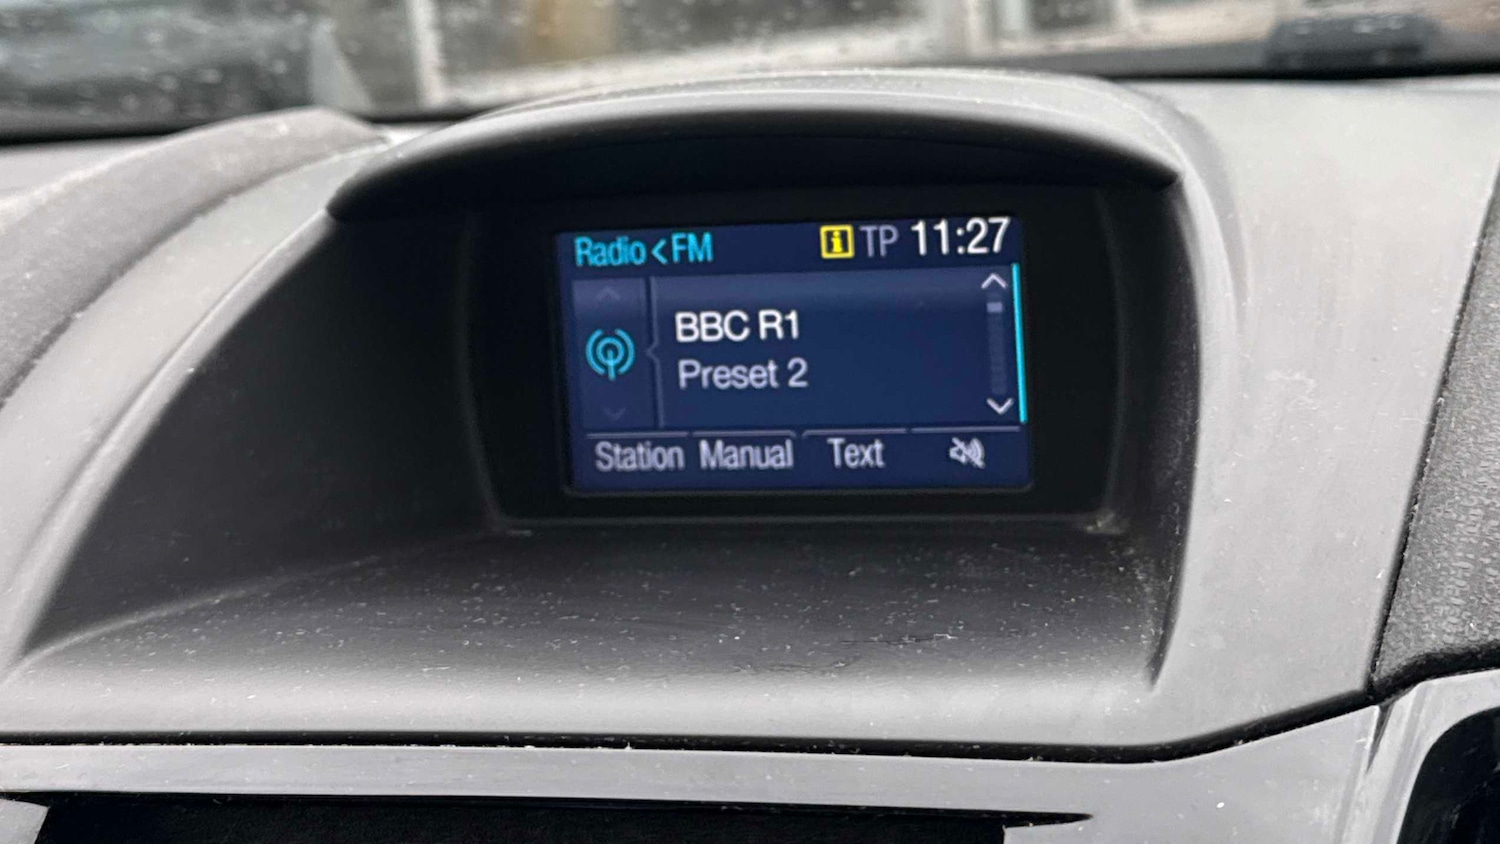 Radio < FM i TP 11:27
BBC R1
Preset 2
Station Manual Text